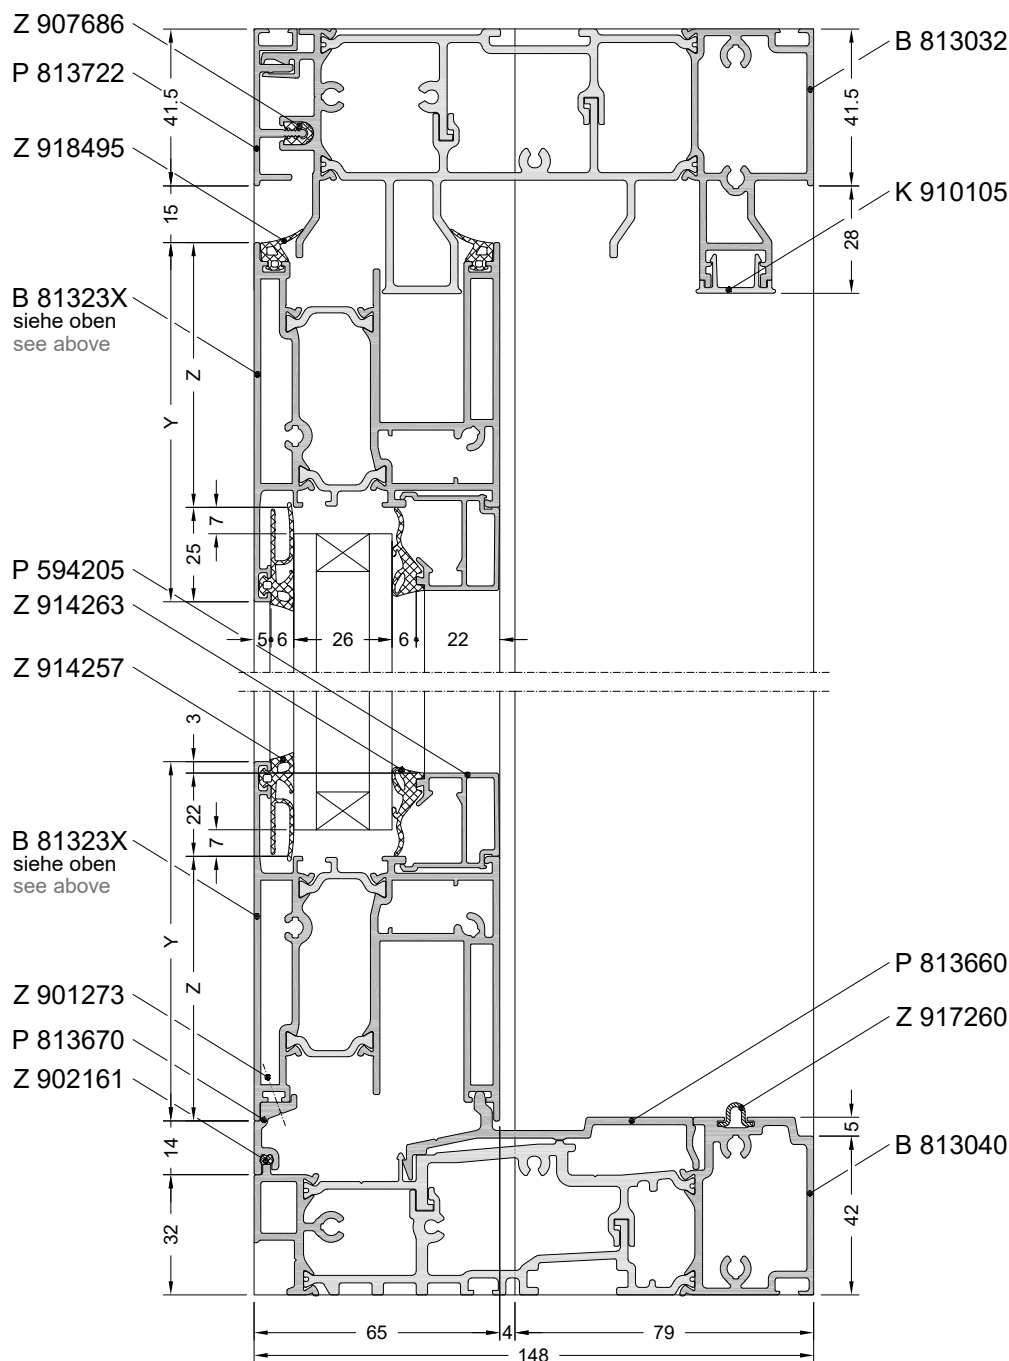 Z 907686
P 813722
Z 918495
B 81323X
siehe oben
see above
P 594205
Z 914263
Z 914257
B 81323X
siehe oben
see above
Z 901273
P 813670
Z 902161
B 813032
K 910105
P 813660
Z 917260
B 813040
41.5
15
Z
Y
7
25
41.5
28
5 6 26 6 22
3
22
7
Y
Z
14
32
5
42
65 4 79
148